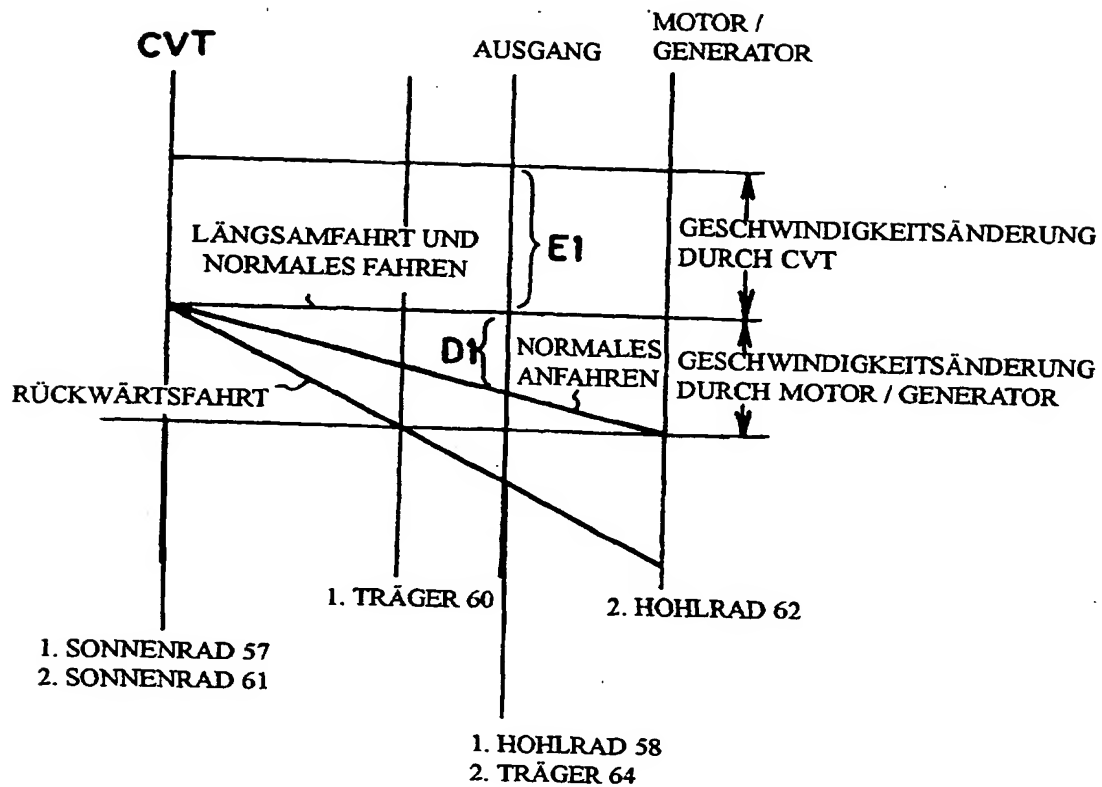 CVT
AUSGANG
MOTOR /
GENERATOR
LÄNGSAMFAHRT UND
NORMALES FAHREN
E1
GESCHWINDIGKEITSÄNDERUNG
DURCH CVT
D1
NORMALES
ANFAHREN
GESCHWINDIGKEITSÄNDERUNG
DURCH MOTOR / GENERATOR
RÜCKWÄRTSFAHRT
1. TRÄGER 60
2. HOHLRAD 62
1. SONNENRAD 57
2. SONNENRAD 61
1. HOHLRAD 58
2. TRÄGER 64